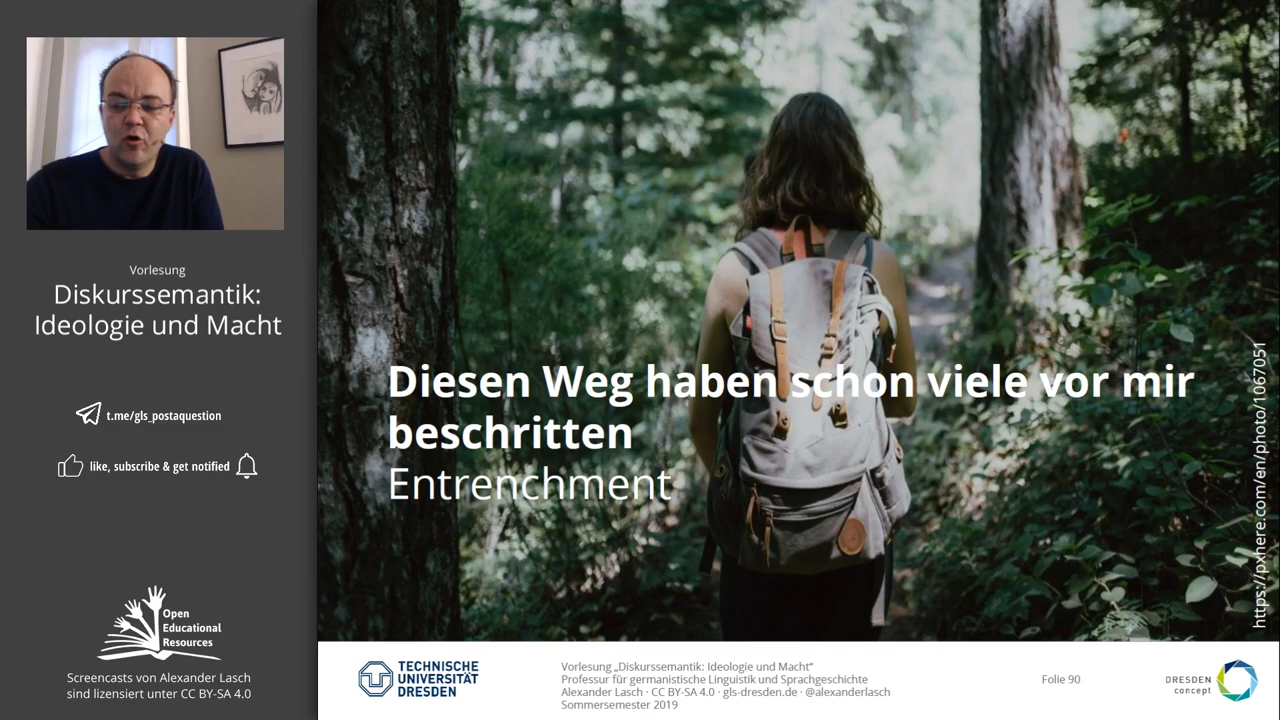 Vorlesung
Diskurssemantik:
Ideologie und Macht
t.me/gls_postaquestion
like, subscribe & get notified
Open
Educational
Resources
Screencasts von Alexander Lasch
sind lizensiert unter CC BY-SA 4.0
Diesen Weg haben schon viele vor mir
beschritten
Entrenchment
https://pxhere.com/en/photo/1067051
TECHNISCHE
UNIVERSITÄT
DRESDEN
Vorlesung „Diskurssemantik: Ideologie und Macht“
Professur für germanistische Linguistik und Sprachgeschichte
Alexander Lasch · CC BY-SA 4.0 · gls-dresden.de · @alexanderlasch
Sommersemester 2019
Folie 90
DRESDEN
concept